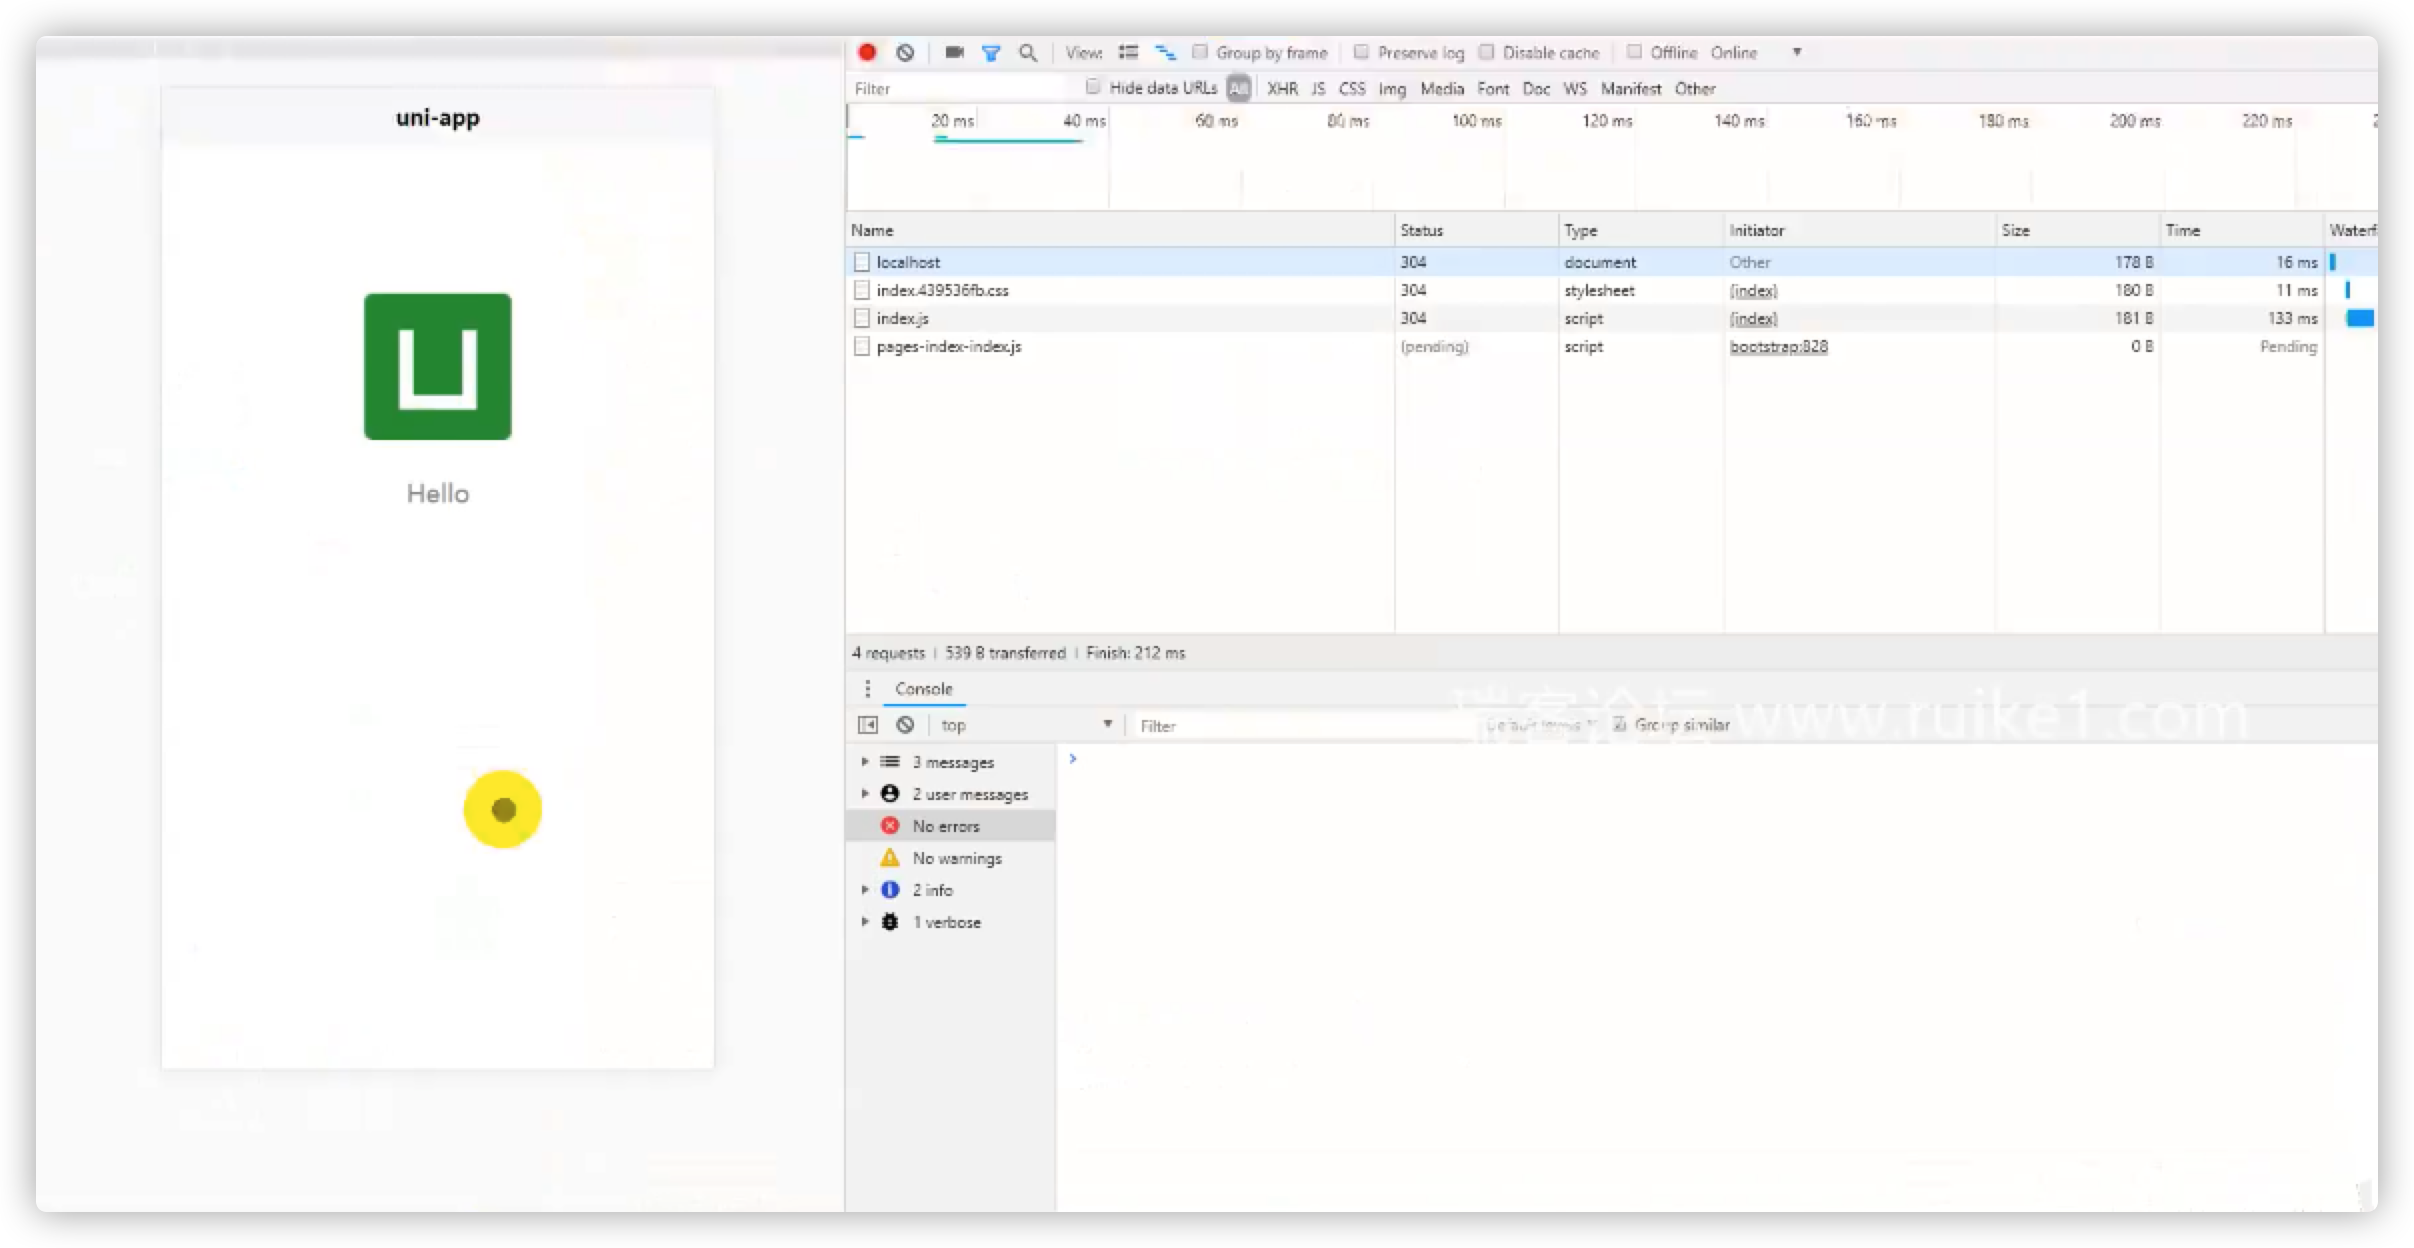 uni-app
Hello
View: Group by frame Preserve log Disable cache Offline Online
Filter Hide data URLs All XHR JS CSS Img Media Font Doc WS Manifest Other
20 ms 40 ms 60 ms 80 ms 100 ms 120 ms 140 ms 160 ms 180 ms 200 ms 220 ms
Name Status Type Initiator Size Time
localhost 304 document Other 178 B 16 ms
index.439536fb.css 304 stylesheet (index) 180 B 11 ms
index.js 304 script (index) 181 B 133 ms
pages-index-index.js (pending) script bootstrap:828 0 B Pending
4 requests | 539 B transferred | Finish: 212 ms
Console
top Filter Default levels Group similar
瑞客论坛 www.ruike1.com
3 messages
2 user messages
No errors
No warnings
2 info
1 verbose